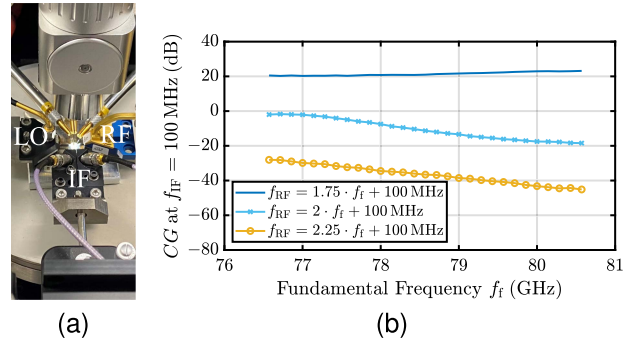 LO
RF
IF
(a)
CG at f_IF = 100 MHz (dB)
40
20
0
−20
−40
−60
−80
f_RF = 1.75 · f_f + 100 MHz
f_RF = 2 · f_f + 100 MHz
f_RF = 2.25 · f_f + 100 MHz
76
77
78
79
80
81
Fundamental Frequency f_f (GHz)
(b)